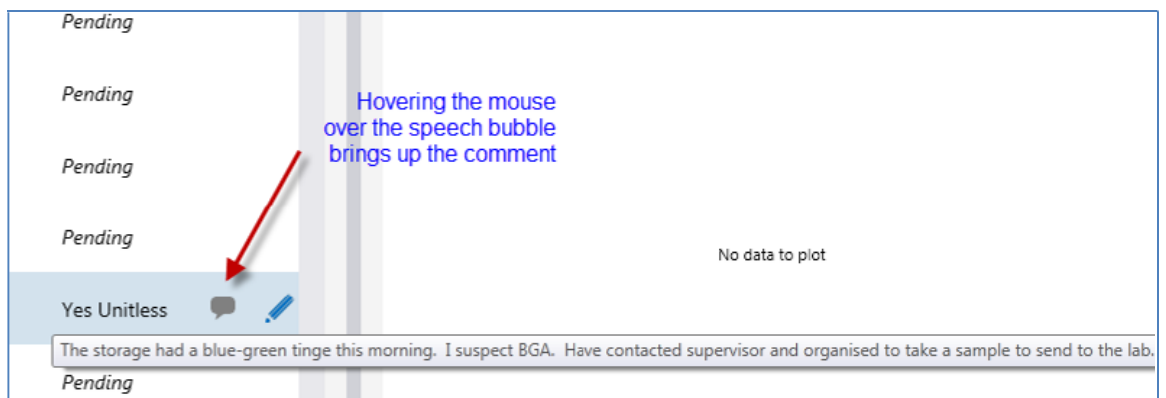 Pending
Pending
Hovering the mouse
over the speech bubble
brings up the comment
Pending
Pending
No data to plot
Yes Unitless
The storage had a blue-green tinge this morning.  I suspect BGA.  Have contacted supervisor and organised to take a sample to send to the lab.
Pending